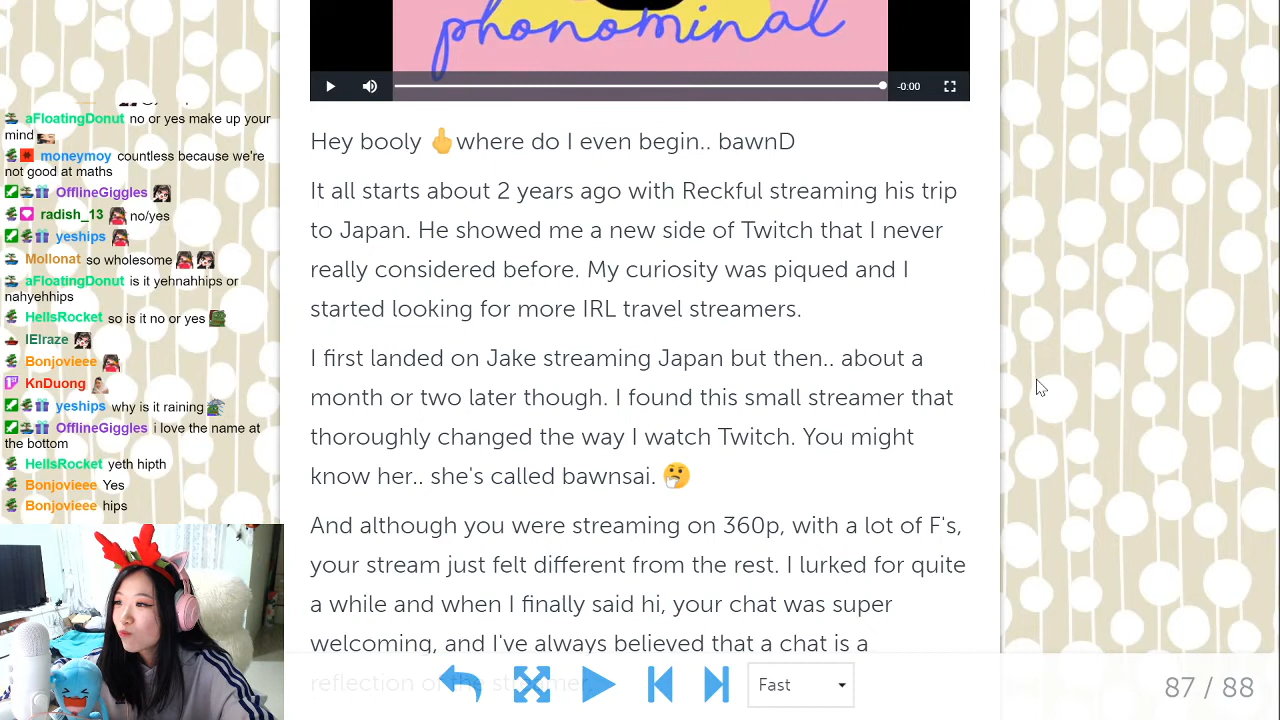 phonominal
-0:00
Hey booly 🖕where do I even begin.. bawnD
It all starts about 2 years ago with Reckful streaming his trip
to Japan. He showed me a new side of Twitch that I never
really considered before. My curiosity was piqued and I
started looking for more IRL travel streamers.
I first landed on Jake streaming Japan but then.. about a
month or two later though. I found this small streamer that
thoroughly changed the way I watch Twitch. You might
know her.. she's called bawnsai. 🤔
And although you were streaming on 360p, with a lot of F's,
your stream just felt different from the rest. I lurked for quite
a while and when I finally said hi, your chat was super
welcoming, and I've always believed that a chat is a
reflection of the streamer.
aFloatingDonut no or yes make up your
mind
moneymoy countless because we're
not good at maths
OfflineGiggles
radish_13 no/yes
yeships
Mollonat so wholesome
aFloatingDonut is it yehnahhips or
nahyehhips
HellsRocket so is it no or yes
IEIraze
Bonjovieee
KnDuong
yeships why is it raining
OfflineGiggles i love the name at
the bottom
HellsRocket yeth hipth
Bonjovieee Yes
Bonjovieee hips
Fast
87 / 88